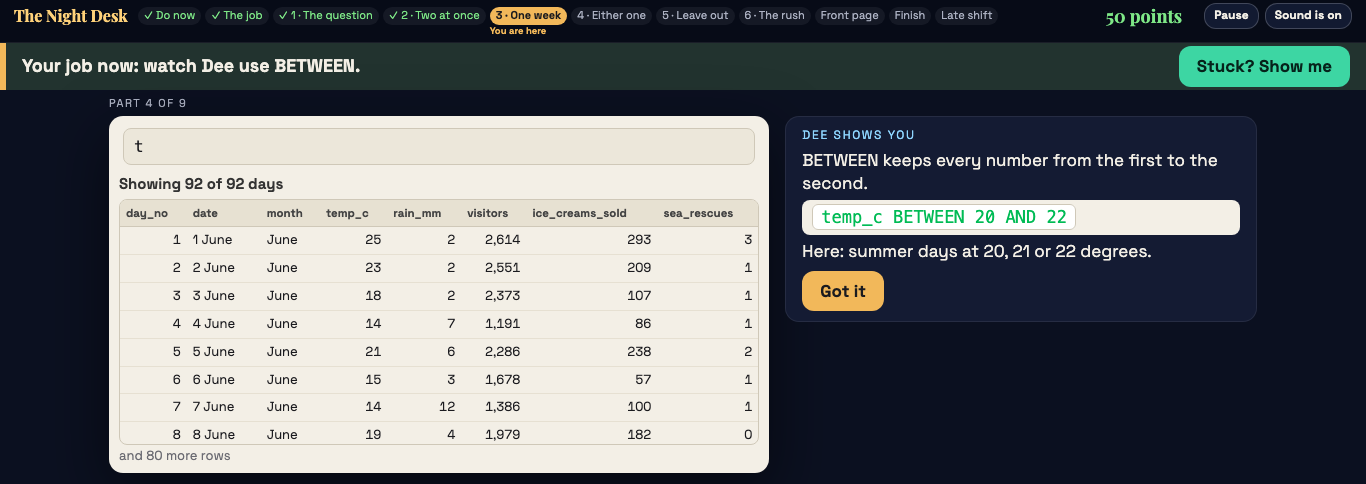 The Night Desk ✓ Do now ✓ The job ✓ 1 · The question ✓ 2 · Two at once 3 · One week 4 · Either one 5 · Leave out 6 · The rush Front page Finish Late shift 50 points Pause Sound is on
You are here
Your job now: watch Dee use BETWEEN. Stuck? Show me
PART 4 OF 9
t
Showing 92 of 92 days
day_no date month temp_c rain_mm visitors ice_creams_sold sea_rescues
1 1 June June 25 2 2,614 293 3
2 2 June June 23 2 2,551 209 1
3 3 June June 18 2 2,373 107 1
4 4 June June 14 7 1,191 86 1
5 5 June June 21 6 2,286 238 2
6 6 June June 15 3 1,678 57 1
7 7 June June 14 12 1,386 100 1
8 8 June June 19 4 1,979 182 0
and 80 more rows
DEE SHOWS YOU
BETWEEN keeps every number from the first to the
second.
temp_c BETWEEN 20 AND 22
Here: summer days at 20, 21 or 22 degrees.
Got it